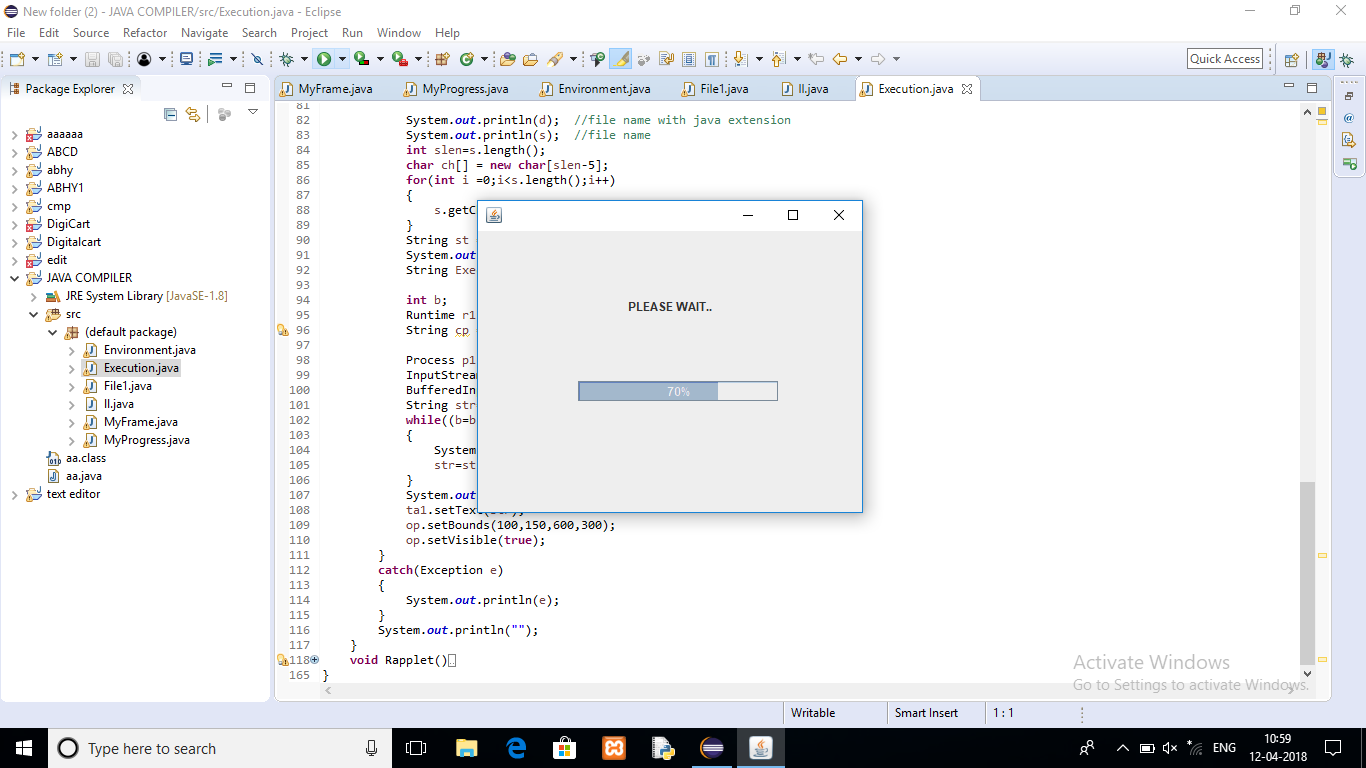 New folder (2) - JAVA COMPILER/src/Execution.java - Eclipse
File Edit Source Refactor Navigate Search Project Run Window Help
Quick Access
Package Explorer
MyFrame.java MyProgress.java Environment.java File1.java II.java Execution.java
aaaaaa
ABCD
abhy
ABHY1
cmp
DigiCart
Digitalcart
edit
JAVA COMPILER
JRE System Library [JavaSE-1.8]
src
(default package)
Environment.java
Execution.java
File1.java
II.java
MyFrame.java
MyProgress.java
aa.class
aa.java
text editor
81
82 System.out.println(d); //file name with java extension
83 System.out.println(s); //file name
84 int slen=s.length();
85 char ch[] = new char[slen-5];
86 for(int i =0;i<s.length();i++)
87 {
88 s.getC
89 }
90 String st
91 System.out
92 String Exe
93
94 int b;
95 Runtime r1
96 String cp
97
98 Process p1
99 InputStream
100 BufferedIn
101 String str
102 while((b=b
103 {
104 System
105 str=st
106 }
107 System.out
108 ta1.setText(str);
109 op.setBounds(100,150,600,300);
110 op.setVisible(true);
111 }
112 catch(Exception e)
113 {
114 System.out.println(e);
115 }
116 System.out.println("");
117 }
118 void Rapplet()
165 }
PLEASE WAIT..
70%
Activate Windows
Go to Settings to activate Windows.
Writable Smart Insert 1 : 1
Type here to search
ENG
10:59
12-04-2018